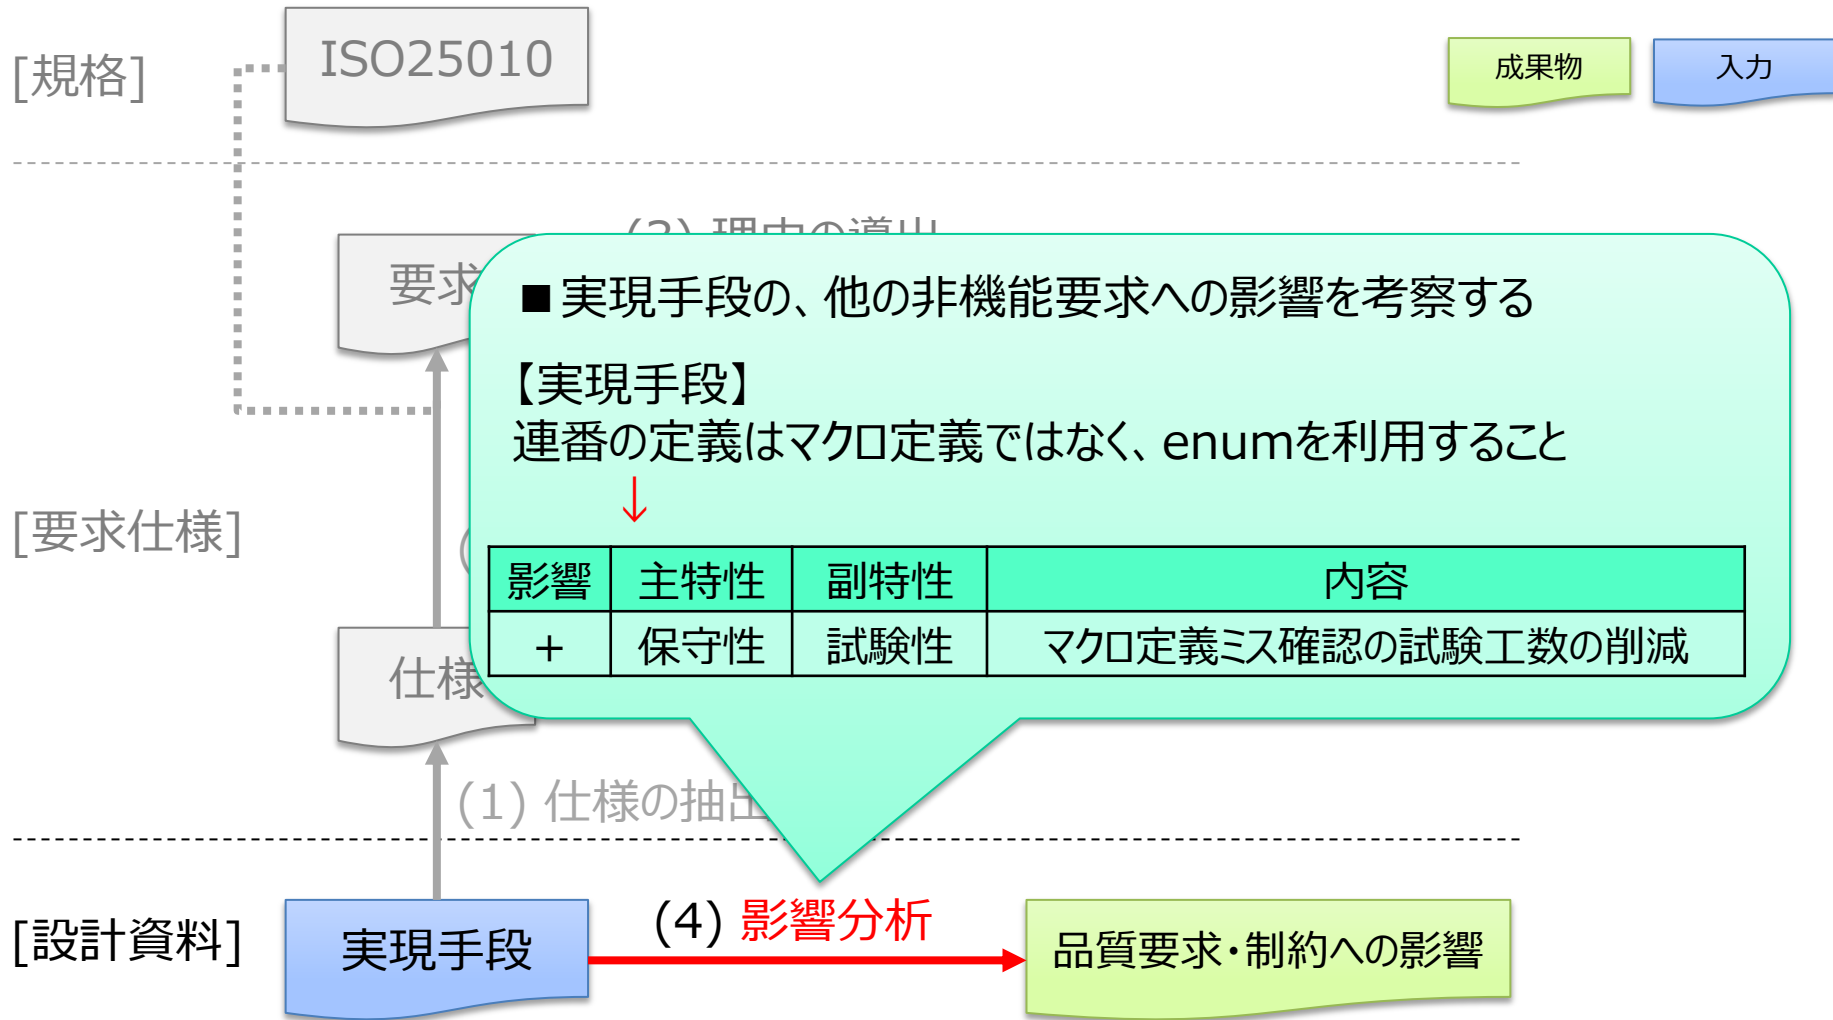 [規格]
ISO25010
成果物
入力
(3) 理由の導出
要求
■実現手段の、他の非機能要求への影響を考察する
【実現手段】
連番の定義はマクロ定義ではなく、enumを利用すること
↓
[要求仕様]
(
影響 主特性 副特性 内容
+ 保守性 試験性 マクロ定義ミス確認の試験工数の削減
仕様
(1) 仕様の抽出
[設計資料]
実現手段
(4) 影響分析
品質要求・制約への影響